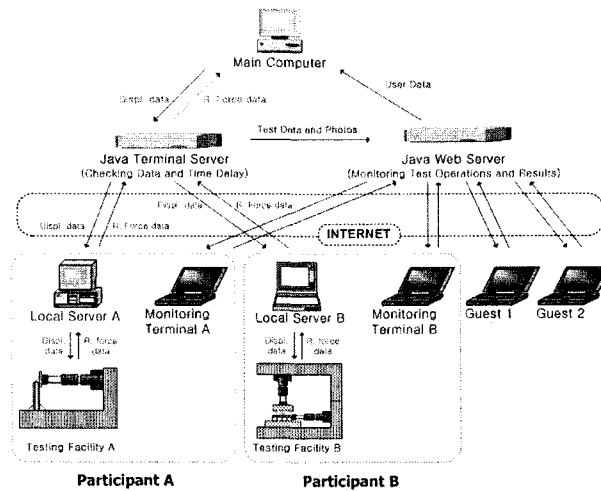 Main Computer
Displ. data
R. Force data
User Data
Test Data and Photos
Java Terminal Server
(Checking Data and Time Delay)
Java Web Server
(Monitoring Test Operations and Results)
Displ. data
R. Force data
Displ. data
R. Force data
INTERNET
Local Server A
Monitoring
Terminal A
Local Server B
Monitoring
Terminal B
Guest 1
Guest 2
Displ.
data
R. force
data
Displ.
data
R. force
data
Testing Facility A
Testing Facility B
Participant A
Participant B